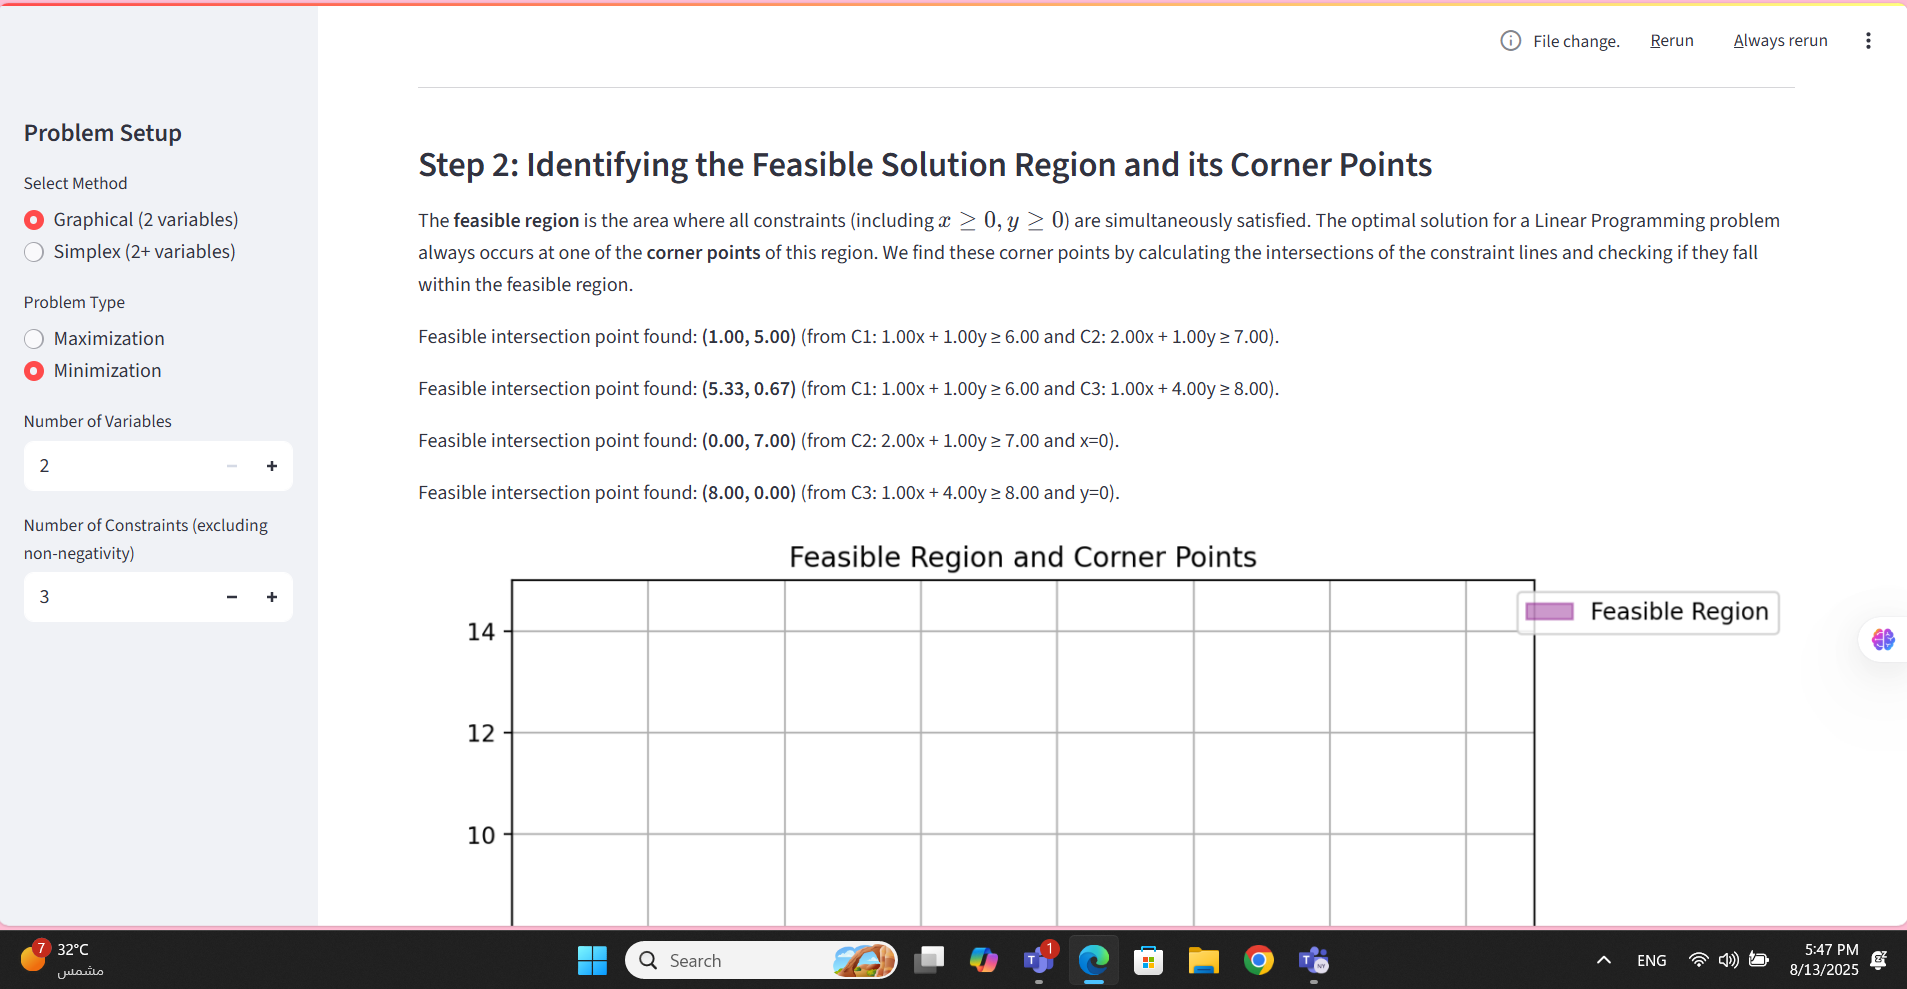 File change.
Rerun
Always rerun
Problem Setup
Select Method
Graphical (2 variables)
Simplex (2+ variables)
Problem Type
Maximization
Minimization
Number of Variables
2
Number of Constraints (excluding
non-negativity)
3
Step 2: Identifying the Feasible Solution Region and its Corner Points
The feasible region is the area where all constraints (including x ≥ 0, y ≥ 0) are simultaneously satisfied. The optimal solution for a Linear Programming problem
always occurs at one of the corner points of this region. We find these corner points by calculating the intersections of the constraint lines and checking if they fall
within the feasible region.
Feasible intersection point found: (1.00, 5.00) (from C1: 1.00x + 1.00y ≥ 6.00 and C2: 2.00x + 1.00y ≥ 7.00).
Feasible intersection point found: (5.33, 0.67) (from C1: 1.00x + 1.00y ≥ 6.00 and C3: 1.00x + 4.00y ≥ 8.00).
Feasible intersection point found: (0.00, 7.00) (from C2: 2.00x + 1.00y ≥ 7.00 and x=0).
Feasible intersection point found: (8.00, 0.00) (from C3: 1.00x + 4.00y ≥ 8.00 and y=0).
Feasible Region and Corner Points
Feasible Region
14
12
10
7
32°C
مشمس
Search
1
NY
ENG
5:47 PM
8/13/2025